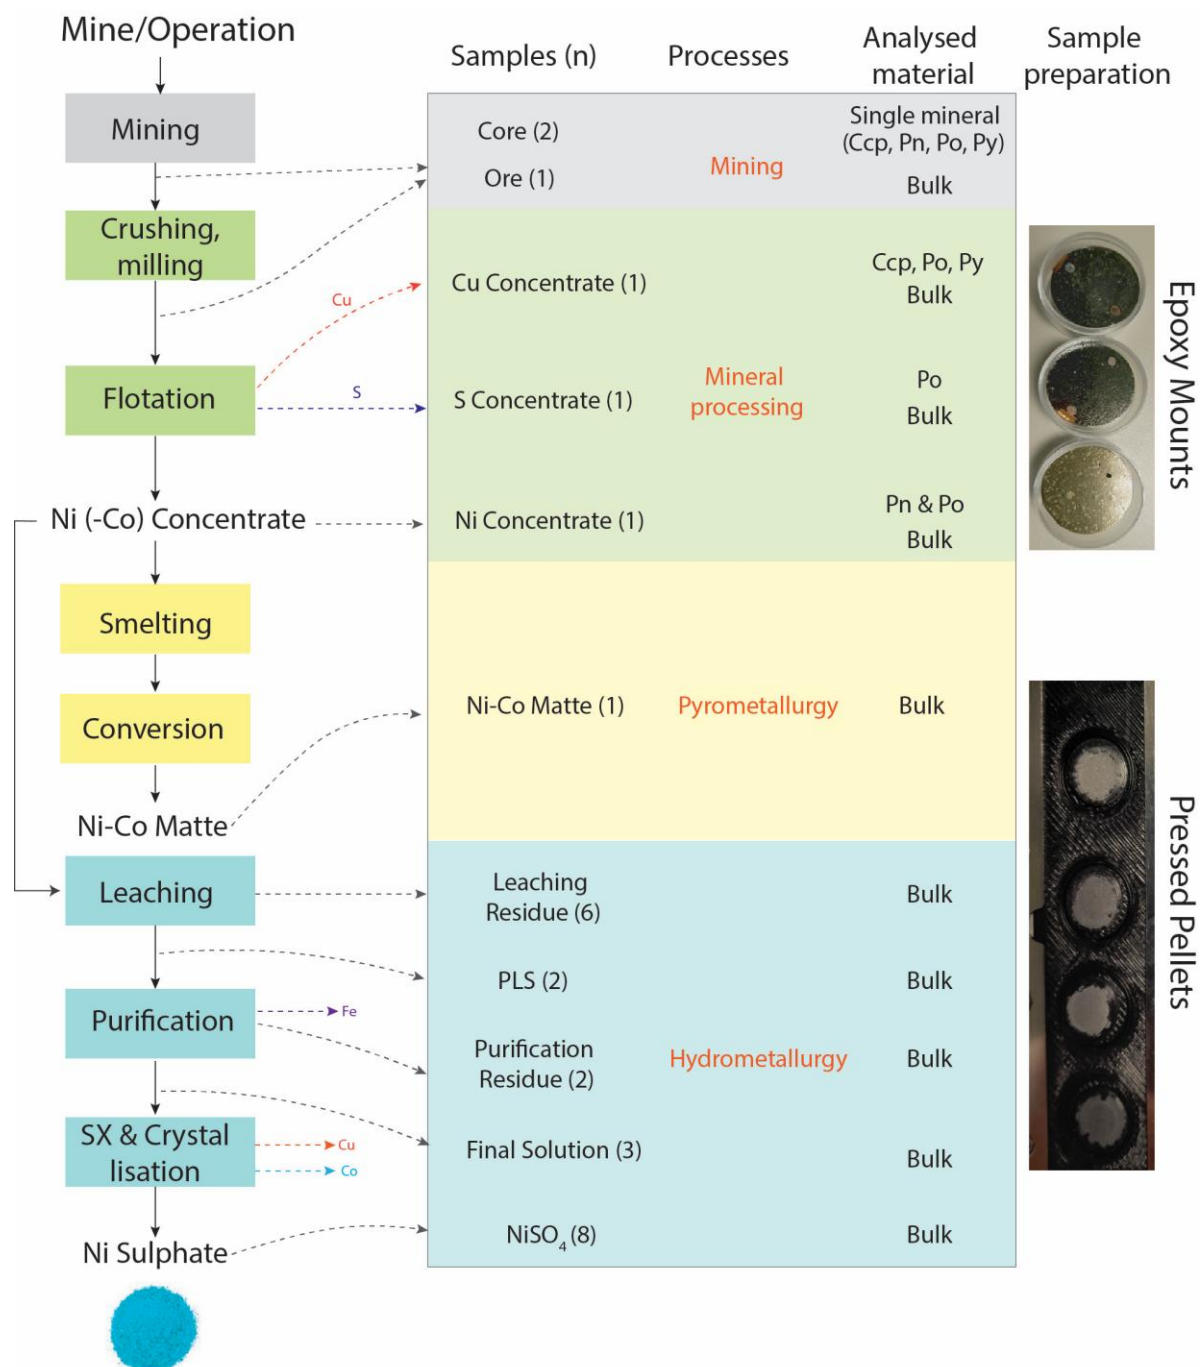 Mine/Operation
Samples (n)
Processes
Analysed
material
Sample
preparation
Mining
Core (2)
Ore (1)
Mining
Single mineral
(Ccp, Pn, Po, Py)
Bulk
Crushing,
milling
Cu
Cu Concentrate (1)
Ccp, Po, Py
Bulk
Flotation
S
S Concentrate (1)
Mineral
processing
Po
Bulk
Epoxy Mounts
Ni (-Co) Concentrate
Ni Concentrate (1)
Pn & Po
Bulk
Smelting
Conversion
Ni-Co Matte (1)
Pyrometallurgy
Bulk
Ni-Co Matte
Leaching
Leaching
Residue (6)
Bulk
PLS (2)
Bulk
Pressed Pellets
Purification
Fe
Purification
Residue (2)
Hydrometallurgy
Bulk
SX & Crystal
lisation
Cu
Co
Final Solution (3)
Bulk
Ni Sulphate
NiSO4 (8)
Bulk